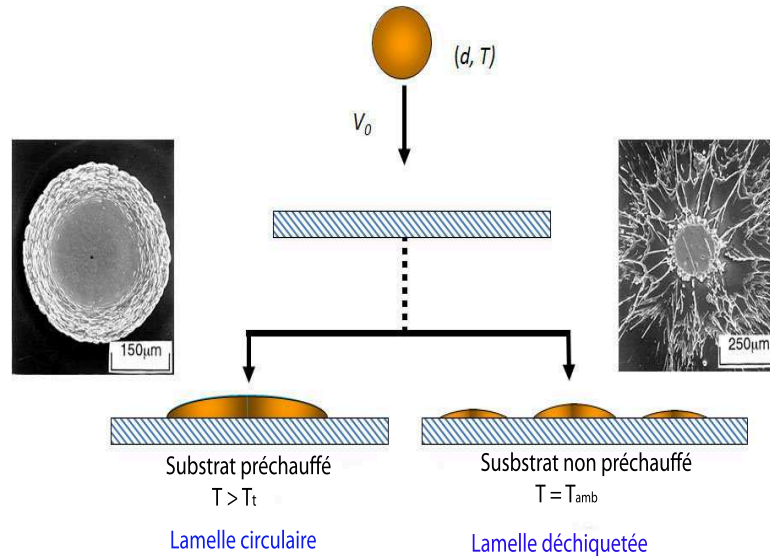 (d, T)
V₀
150µm
250µm
Substrat préchauffé
T > Tₜ
Lamelle circulaire
Susbstrat non préchauffé
T = Tamb
Lamelle déchiquetée